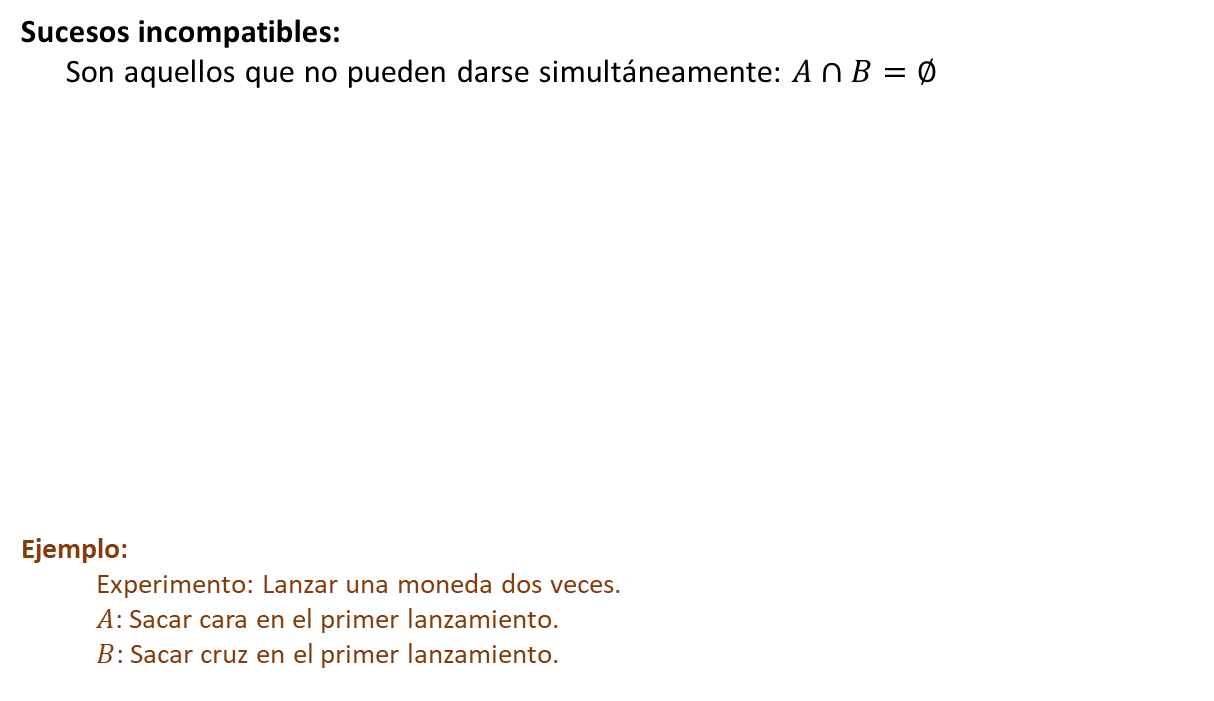 Sucesos incompatibles:
Son aquellos que no pueden darse simultáneamente: A ∩ B = ∅
Ejemplo:
Experimento: Lanzar una moneda dos veces.
A: Sacar cara en el primer lanzamiento.
B: Sacar cruz en el primer lanzamiento.